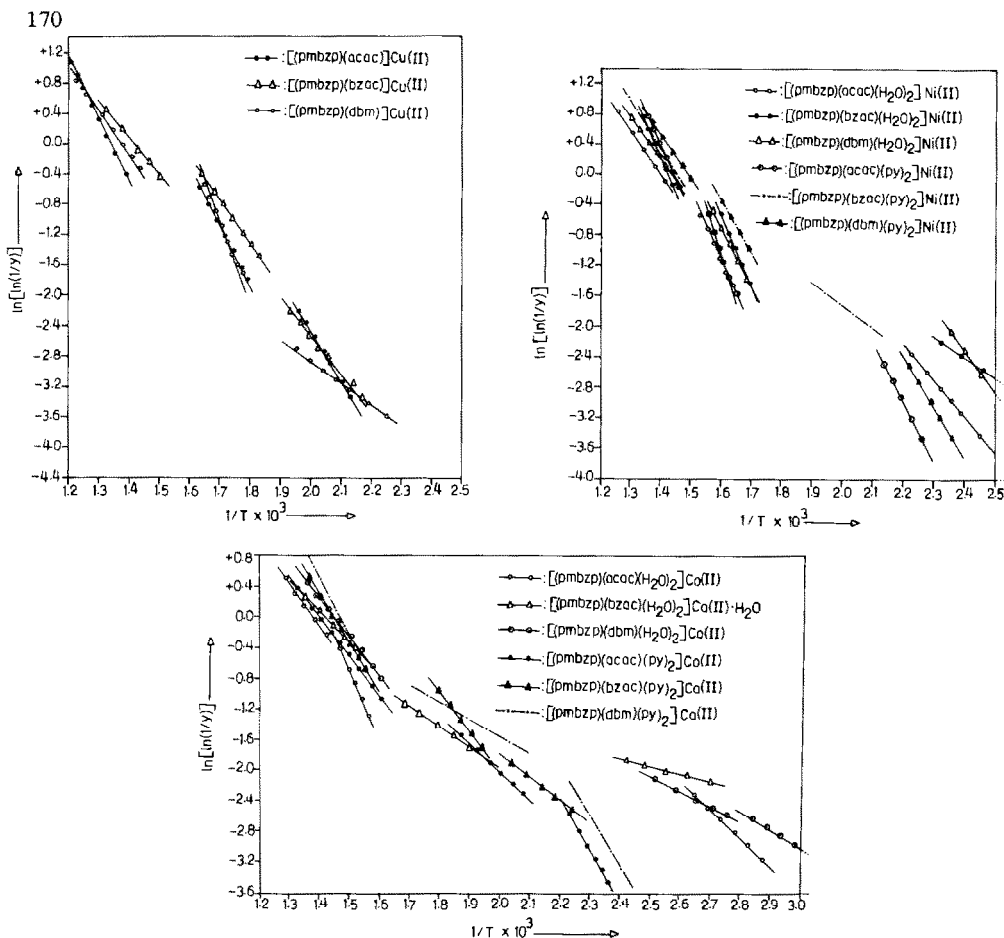 170
+1.2
+0.8
+0.4
0.0
-0.4
-0.8
-1.2
-1.6
-2.0
-2.4
-2.8
-3.2
-3.6
-4.0
-4.4
ln[ln(1/y)]
:[(pmbzp)(acac)]Cu(II)
:[(pmbzp)(bzac)]Cu(II)
:[(pmbzp)(dbm)]Cu(II)
1.2 1.3 1.4 1.5 1.6 1.7 1.8 1.9 2.0 2.1 2.2 2.3 2.4 2.5
1/T x 10³
+1.2
+0.8
+0.4
0.0
-0.4
-0.8
-1.2
-1.6
-2.0
-2.4
-2.8
-3.2
-3.6
-4.0
ln[ln(1/y)]
:[(pmbzp)(acac)(H₂O)₂]Ni(II)
:[(pmbzp)(bzac)(H₂O)₂]Ni(II)
:[(pmbzp)(dbm)(H₂O)₂]Ni(II)
:[(pmbzp)(acac)(py)₂]Ni(II)
:[(pmbzp)(bzac)(py)₂]Ni(II)
:[(pmbzp)(dbm)(py)₂]Ni(II)
1.2 1.3 1.4 1.5 1.6 1.7 1.8 1.9 2.0 2.1 2.2 2.3 2.4 2.5
1/T x 10³
+0.8
+0.4
0.0
-0.4
-0.8
-1.2
-1.6
-2.0
-2.4
-2.8
-3.2
-3.6
ln[ln(1/y)]
:[(pmbzp)(acac)(H₂O)₂]Co(II)
:[(pmbzp)(bzac)(H₂O)₂]Co(II)·H₂O
:[(pmbzp)(dbm)(H₂O)₂]Co(II)
:[(pmbzp)(acac)(py)₂]Co(II)
:[(pmbzp)(bzac)(py)₂]Co(II)
:[(pmbzp)(dbm)(py)₂]Co(II)
1.2 1.3 1.4 1.5 1.6 1.7 1.8 1.9 2.0 2.1 2.2 2.3 2.4 2.5 2.6 2.7 2.8 2.9 3.0
1/T x 10³